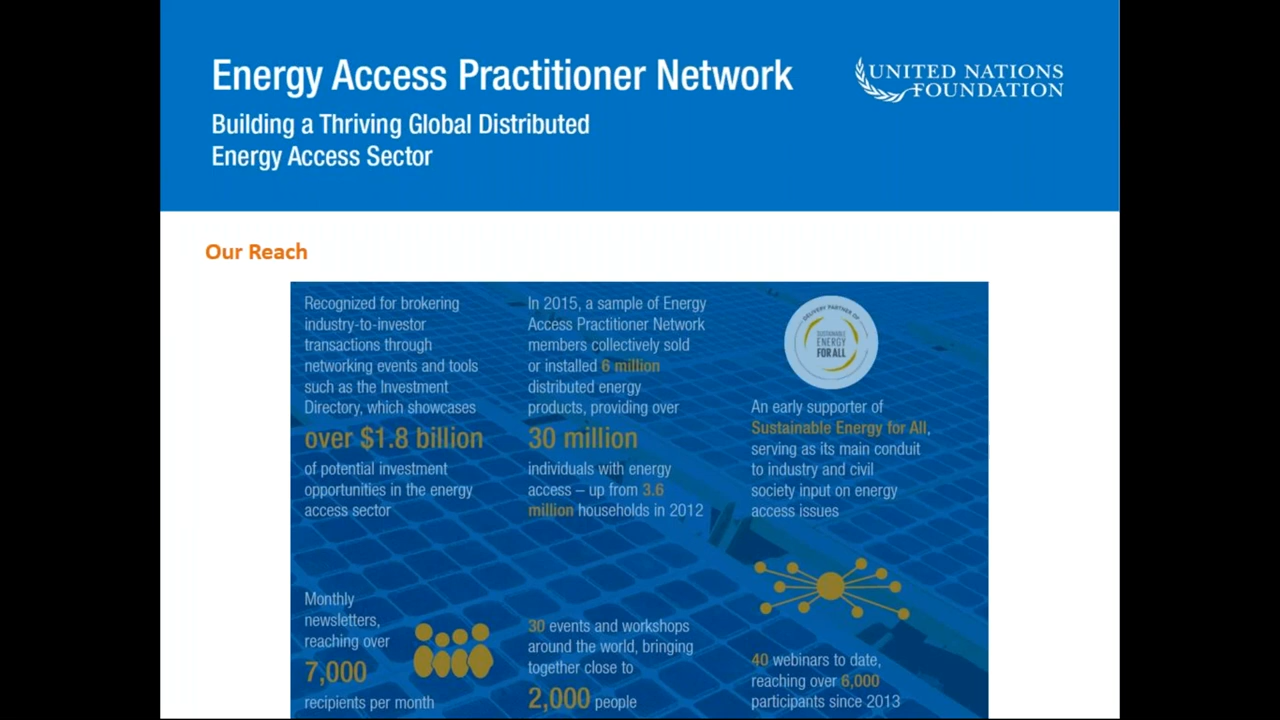 Energy Access Practitioner Network
Building a Thriving Global Distributed
Energy Access Sector
UNITED NATIONS
FOUNDATION
Our Reach
Recognized for brokering
industry-to-investor
transactions through
networking events and tools
such as the Investment
Directory, which showcases
over $1.8 billion
of potential investment
opportunities in the energy
access sector
In 2015, a sample of Energy
Access Practitioner Network
members collectively sold
or installed 6 million
distributed energy
products, providing over
30 million
individuals with energy
access – up from 3.6
million households in 2012
DELIVERY PARTNER OF
SUSTAINABLE
ENERGY
FOR ALL
An early supporter of
Sustainable Energy for All,
serving as its main conduit
to industry and civil
society input on energy
access issues
Monthly
newsletters,
reaching over
7,000
recipients per month
30 events and workshops
around the world, bringing
together close to
2,000 people
40 webinars to date,
reaching over 6,000
participants since 2013